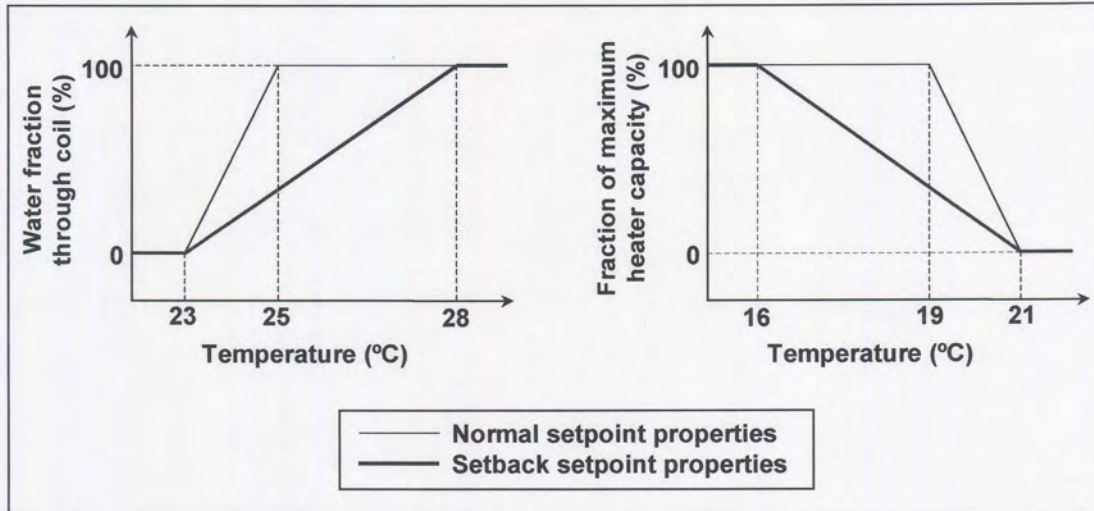 Water fraction
through coil (%)
100
0
23
25
28
Temperature (ºC)
Fraction of maximum
heater capacity (%)
100
0
16
19
21
Temperature (ºC)
Normal setpoint properties
Setback setpoint properties